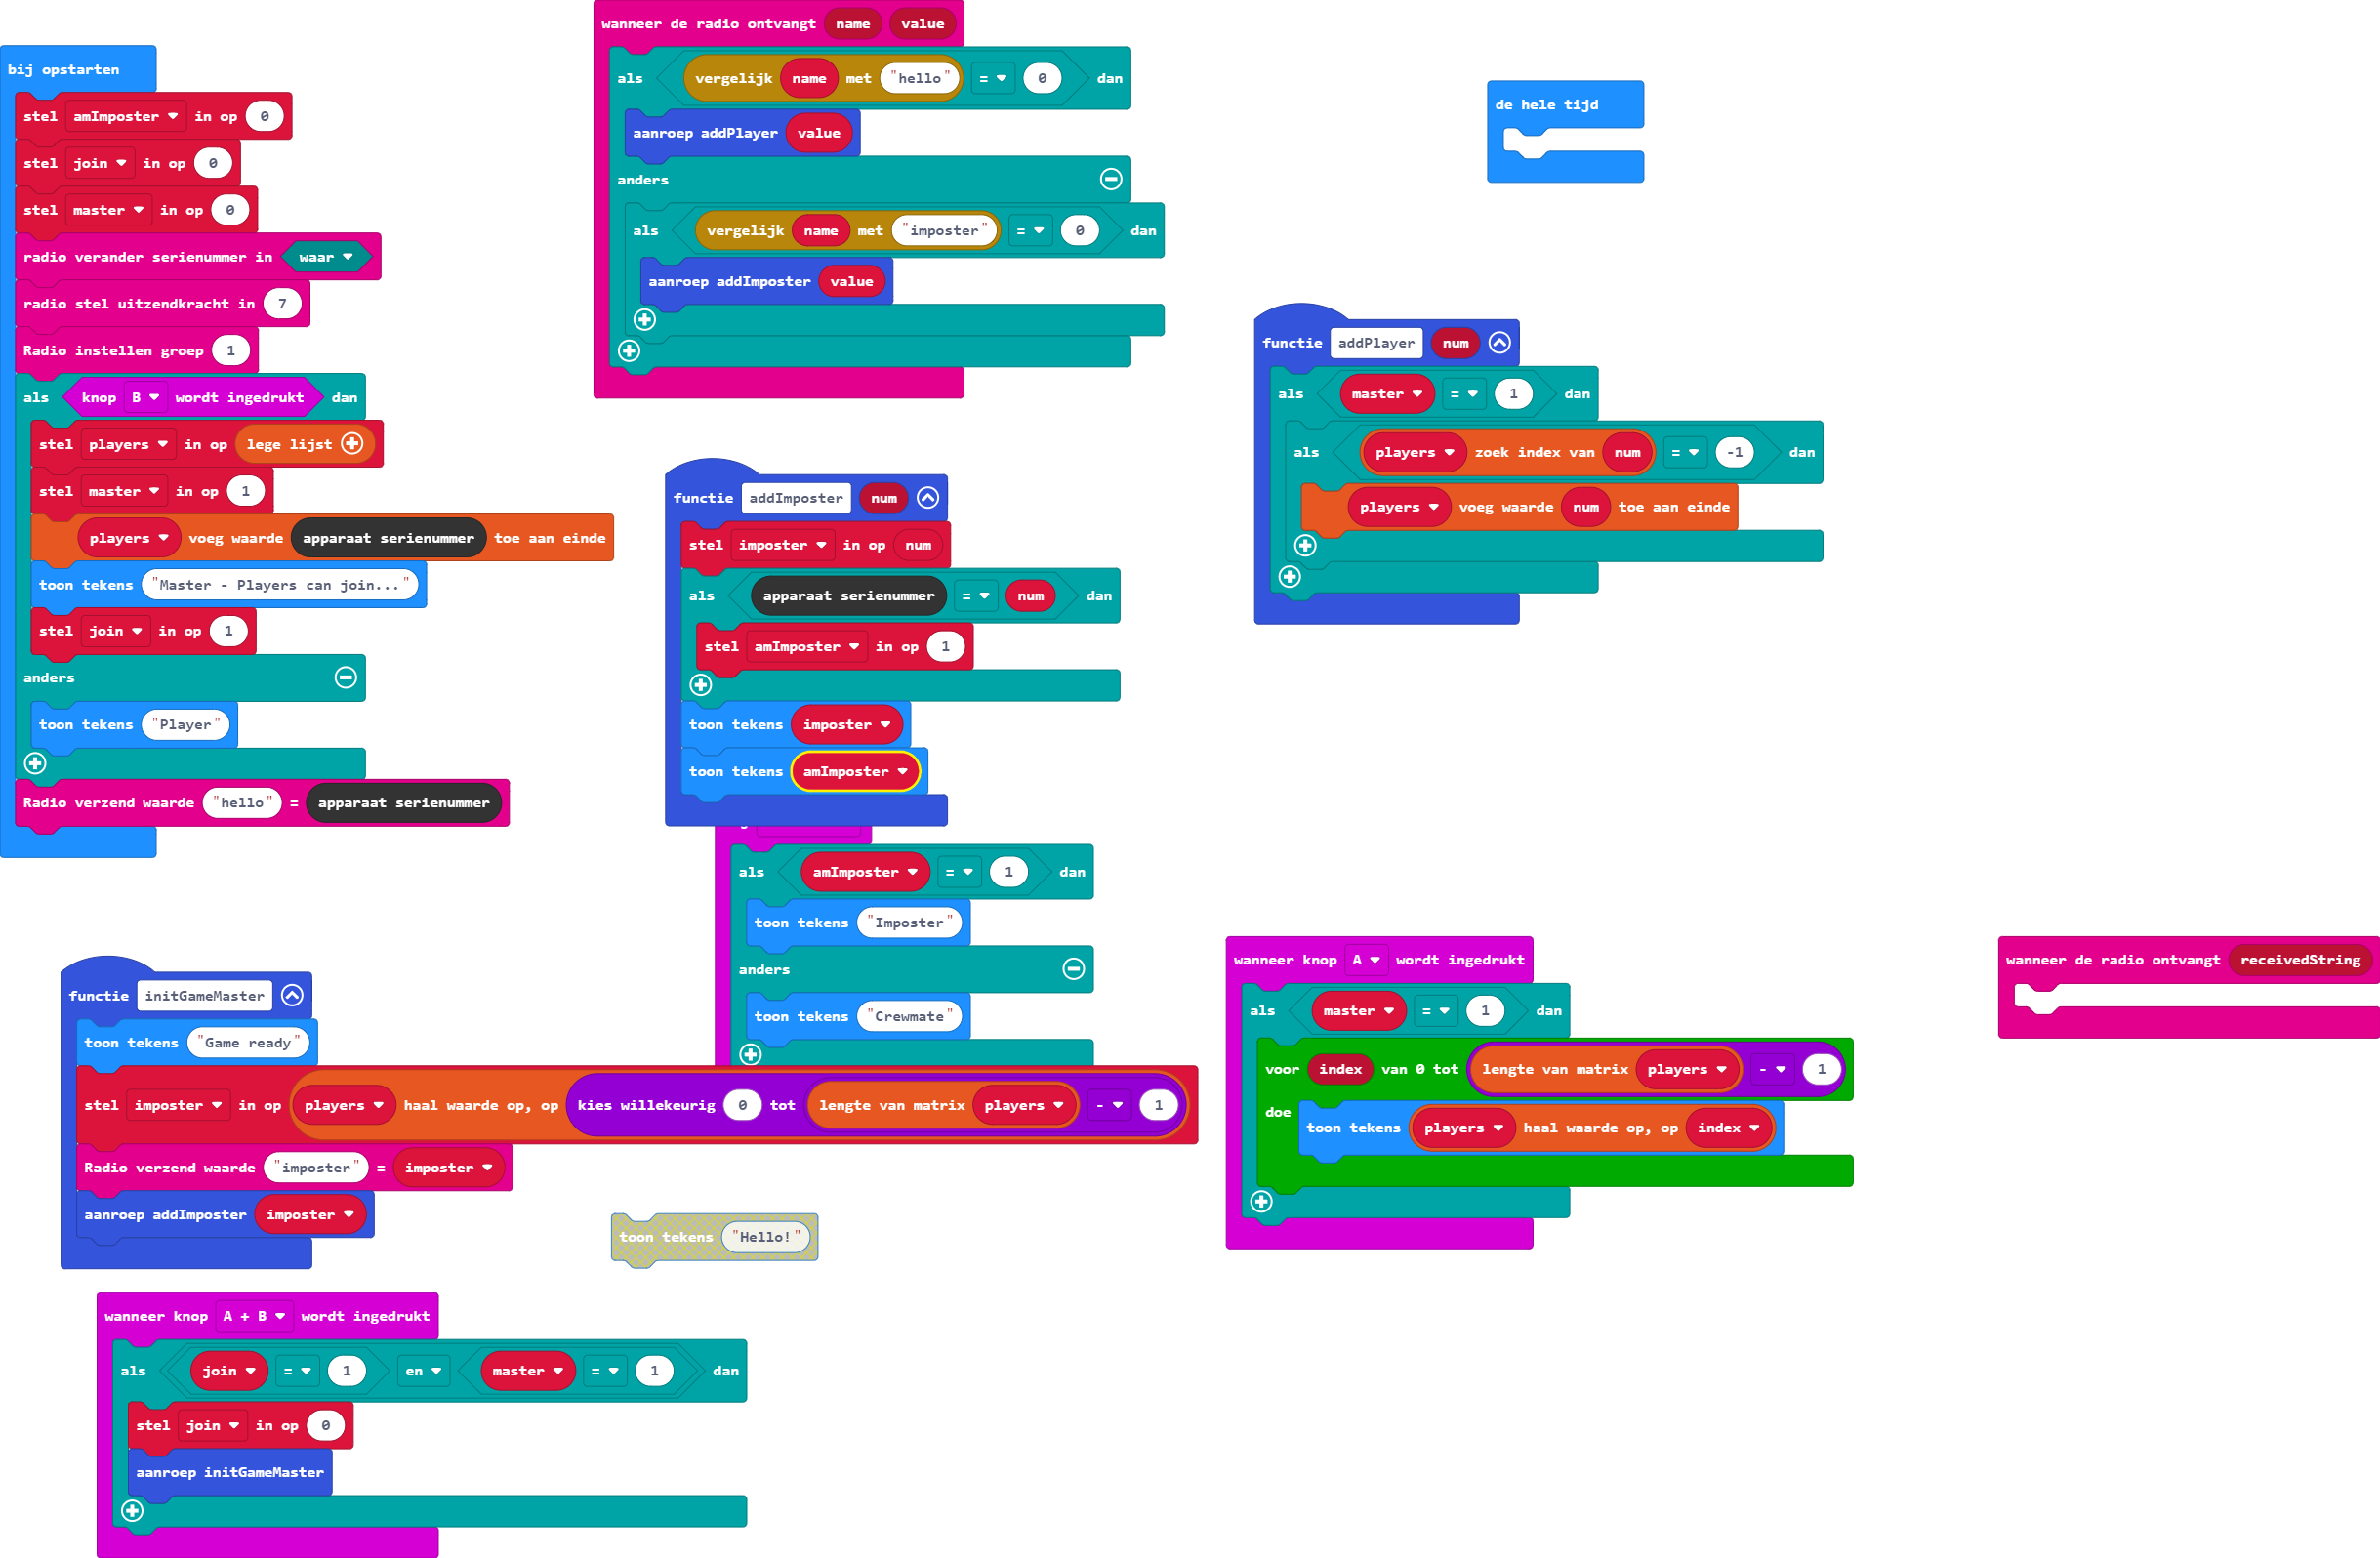 bij opstarten
stel amImposter in op 0
stel join in op 0
stel master in op 0
radio verander serienummer in waar
radio stel uitzendkracht in 7
Radio instellen groep 1
als knop B wordt ingedrukt dan
stel players in op lege lijst
stel master in op 1
players voeg waarde apparaat serienummer toe aan einde
toon tekens "Master - Players can join..."
stel join in op 1
anders
toon tekens "Player"
Radio verzend waarde "hello" = apparaat serienummer
wanneer de radio ontvangt name value
als vergelijk name met "hello" = 0 dan
aanroep addPlayer value
anders
als vergelijk name met "imposter" = 0 dan
aanroep addImposter value
de hele tijd
functie addPlayer num
als master = 1 dan
als players zoek index van num = -1 dan
players voeg waarde num toe aan einde
functie addImposter num
stel imposter in op num
als apparaat serienummer = num dan
stel amImposter in op 1
toon tekens imposter
toon tekens amImposter
als amImposter = 1 dan
toon tekens "Imposter"
anders
toon tekens "Crewmate"
functie initGameMaster
toon tekens "Game ready"
stel imposter in op players haal waarde op, op kies willekeurig 0 tot lengte van matrix players - 1
Radio verzend waarde "imposter" = imposter
aanroep addImposter imposter
toon tekens "Hello!"
wanneer knop A wordt ingedrukt
als master = 1 dan
voor index van 0 tot lengte van matrix players - 1
doe toon tekens players haal waarde op, op index
wanneer de radio ontvangt receivedString
wanneer knop A + B wordt ingedrukt
als join = 1 en master = 1 dan
stel join in op 0
aanroep initGameMaster